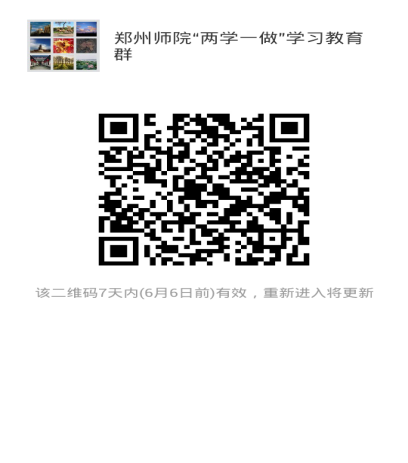 郑州师院“两学一做”学习教育
群
该二维码7天内(6月6日前)有效，重新进入将更新